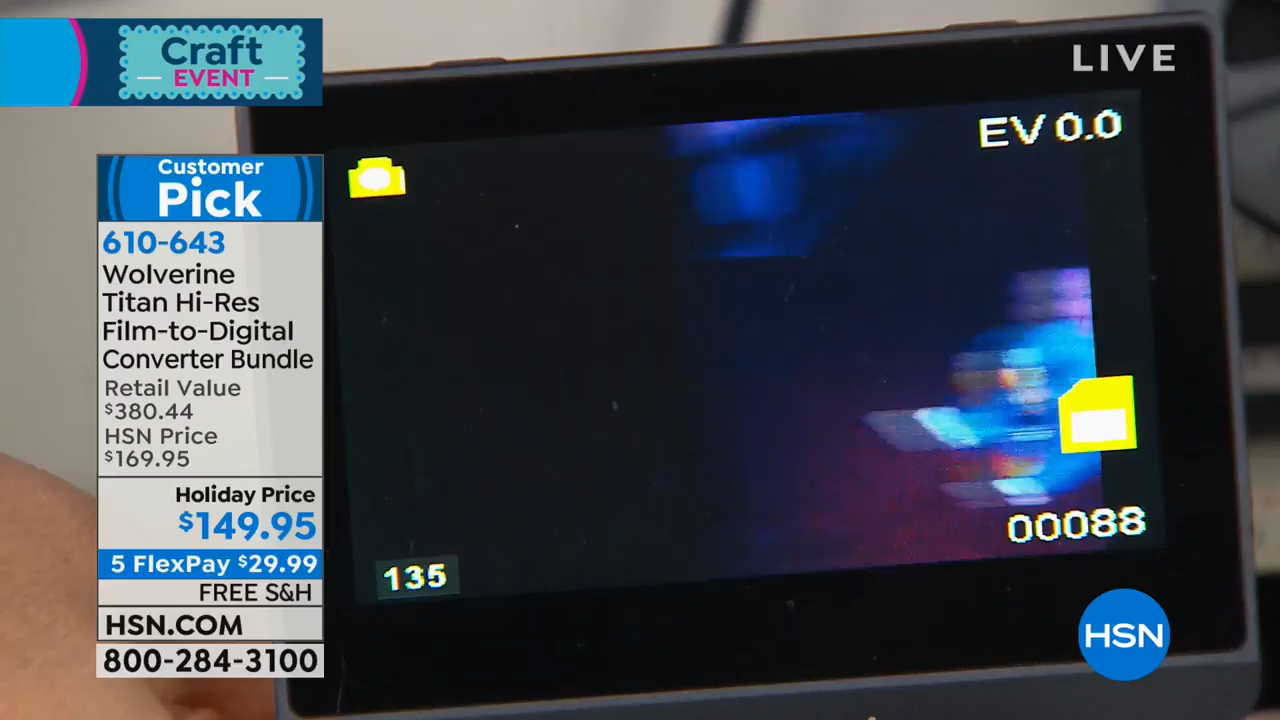 Craft
EVENT
LIVE
EV 0.0
Customer
Pick
610-643
Wolverine
Titan Hi-Res
Film-to-Digital
Converter Bundle
Retail Value
$380.44
HSN Price
$169.95
Holiday Price
$149.95
5 FlexPay $29.99
FREE S&H
HSN.COM
800-284-3100
135
00088
HSN